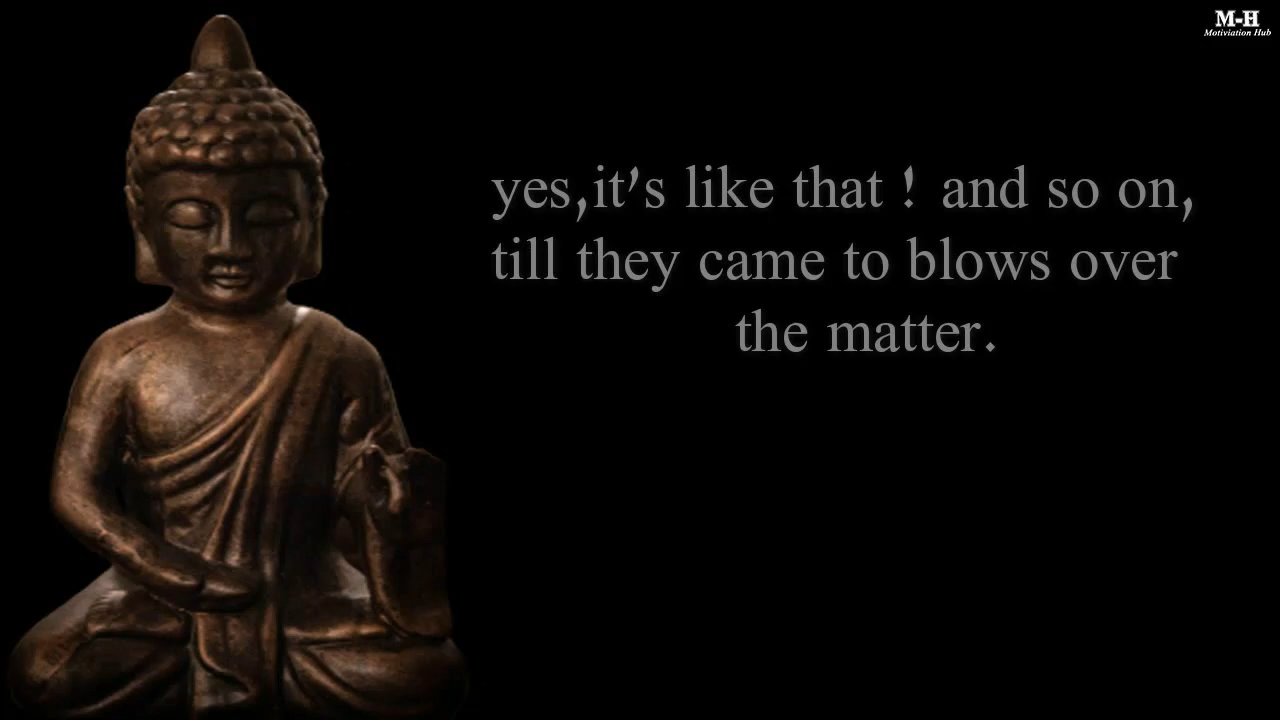 M-H
Motiviation Hub
yes,it's like that ! and so on,
till they came to blows over
the matter.